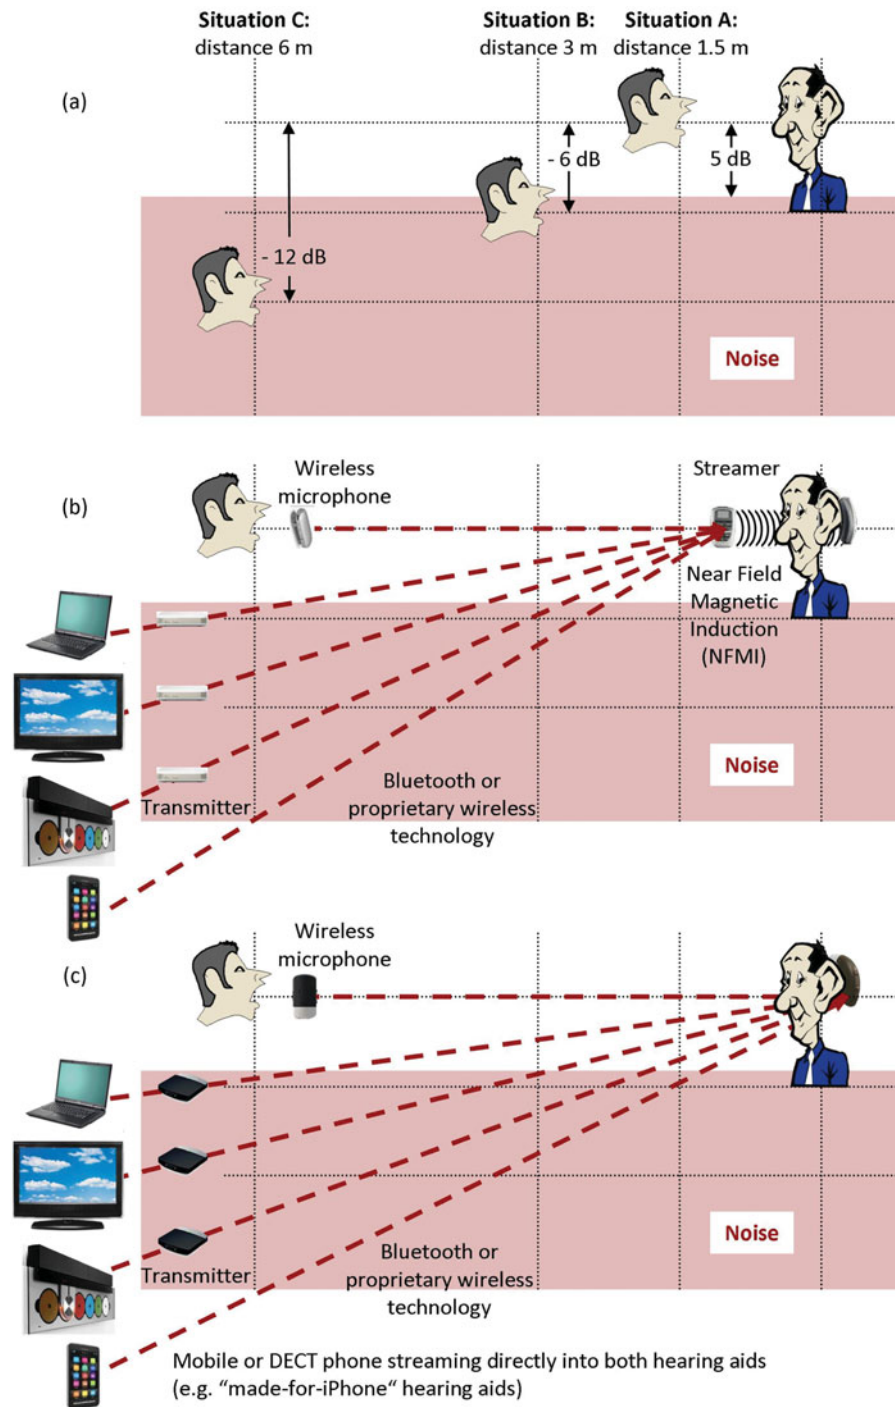 Situation C:
distance 6 m
Situation B:
distance 3 m
Situation A:
distance 1.5 m
(a)
- 6 dB
5 dB
- 12 dB
Noise
(b)
Wireless
microphone
Streamer
Near Field
Magnetic
Induction
(NFMI)
Noise
Transmitter
Bluetooth or
proprietary wireless
technology
(c)
Wireless
microphone
Noise
Transmitter
Bluetooth or
proprietary wireless
technology
Mobile or DECT phone streaming directly into both hearing aids
(e.g. “made-for-iPhone“ hearing aids)